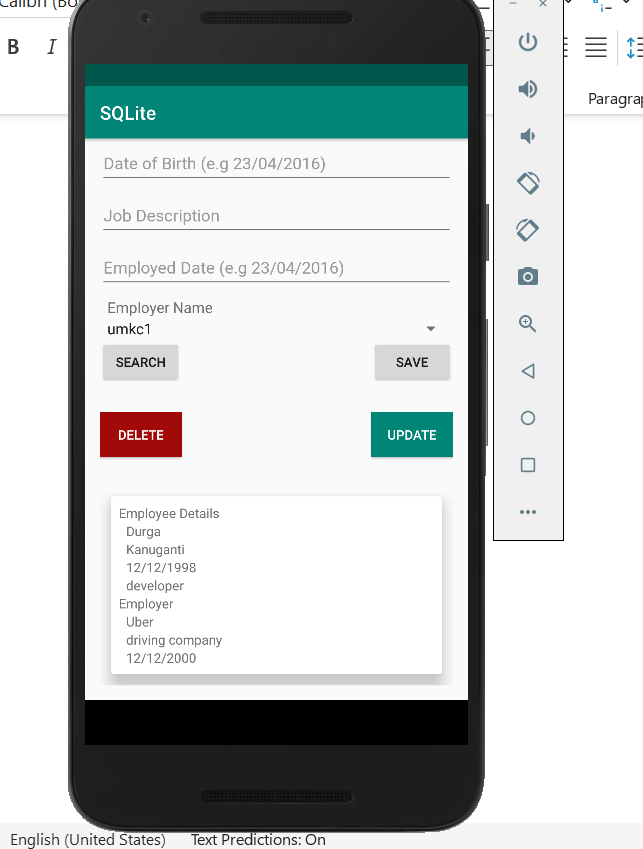 Calibri (Bo
B I
Paragra
SQLite
Date of Birth (e.g 23/04/2016)
Job Description
Employed Date (e.g 23/04/2016)
Employer Name
umkc1
SEARCH SAVE
DELETE UPDATE
Employee Details
Durga
Kanuganti
12/12/1998
developer
Employer
Uber
driving company
12/12/2000
English (United States) Text Predictions: On